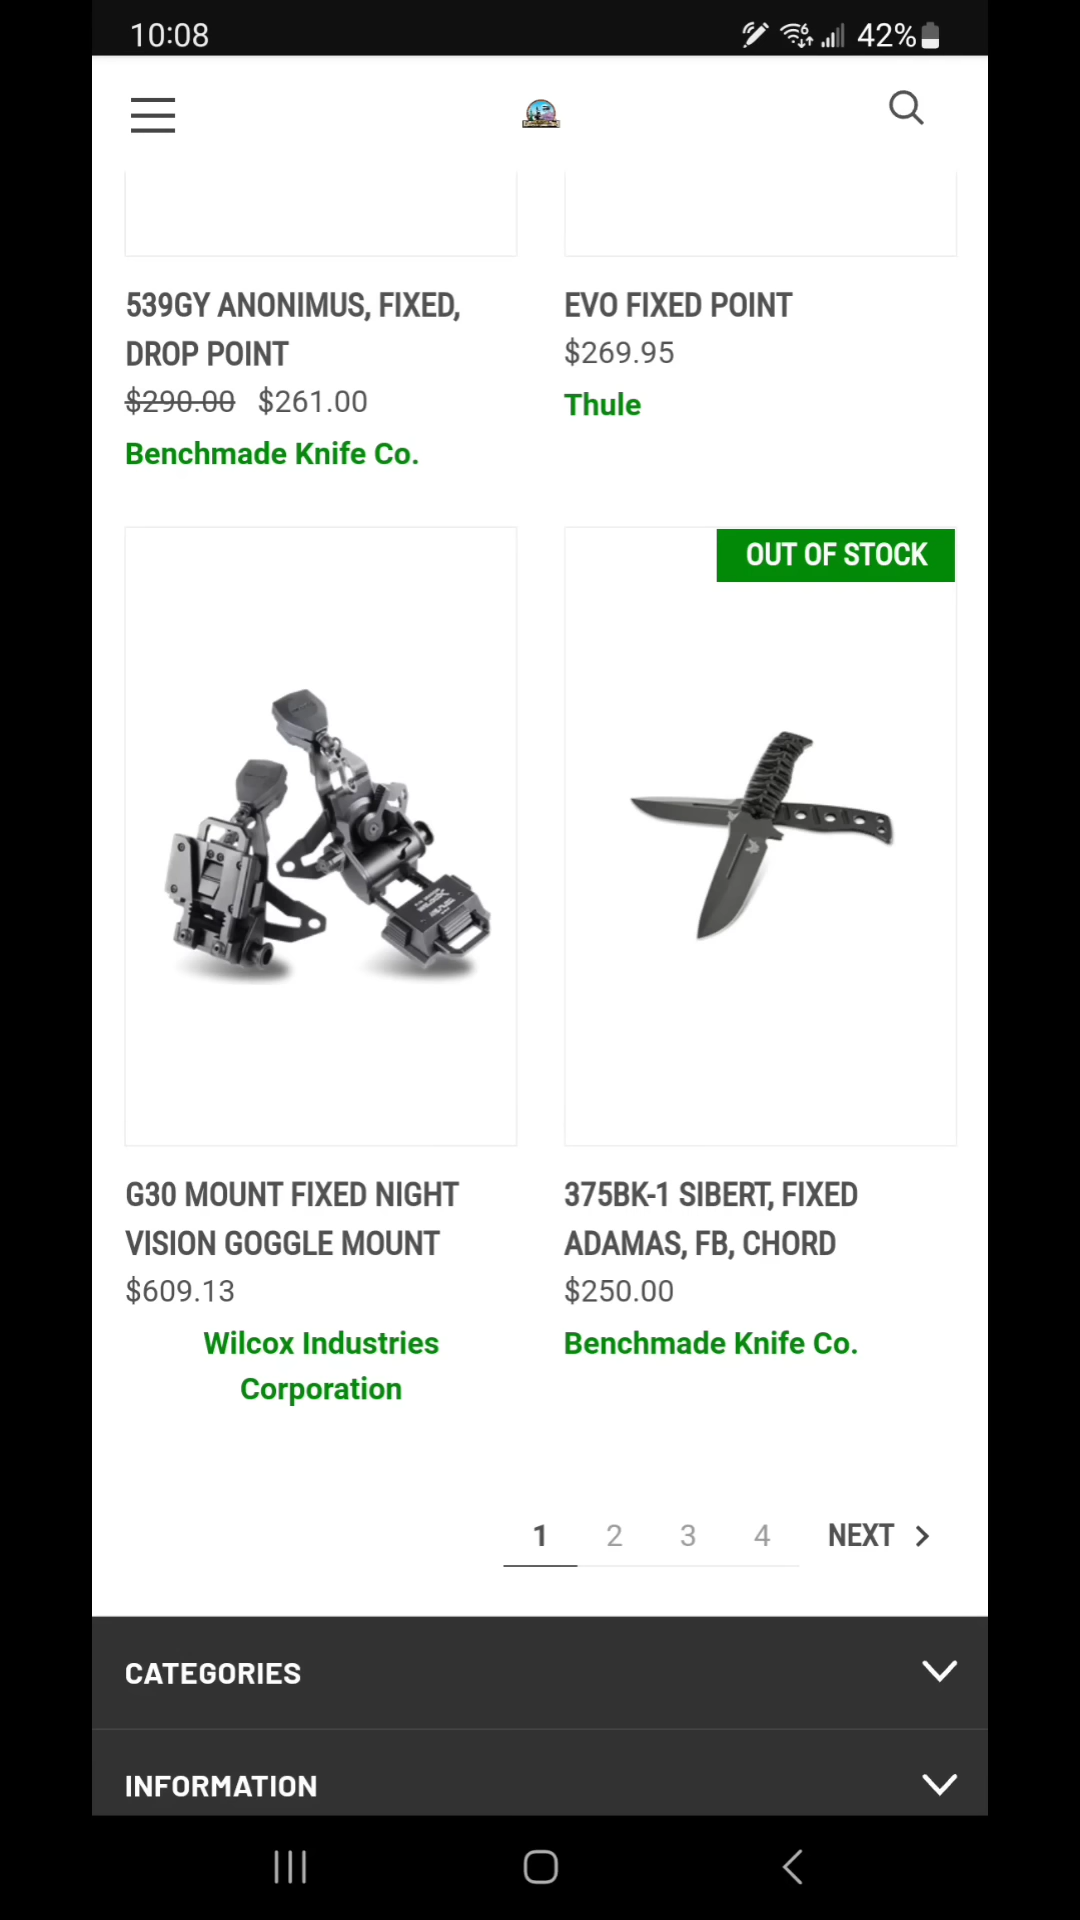 10:08
42%
539GY ANONIMUS, FIXED,
DROP POINT
$290.00 $261.00
Benchmade Knife Co.
EVO FIXED POINT
$269.95
Thule
OUT OF STOCK
G30 MOUNT FIXED NIGHT
VISION GOGGLE MOUNT
$609.13
Wilcox Industries
Corporation
375BK-1 SIBERT, FIXED
ADAMAS, FB, CHORD
$250.00
Benchmade Knife Co.
1 2 3 4 NEXT
CATEGORIES
INFORMATION